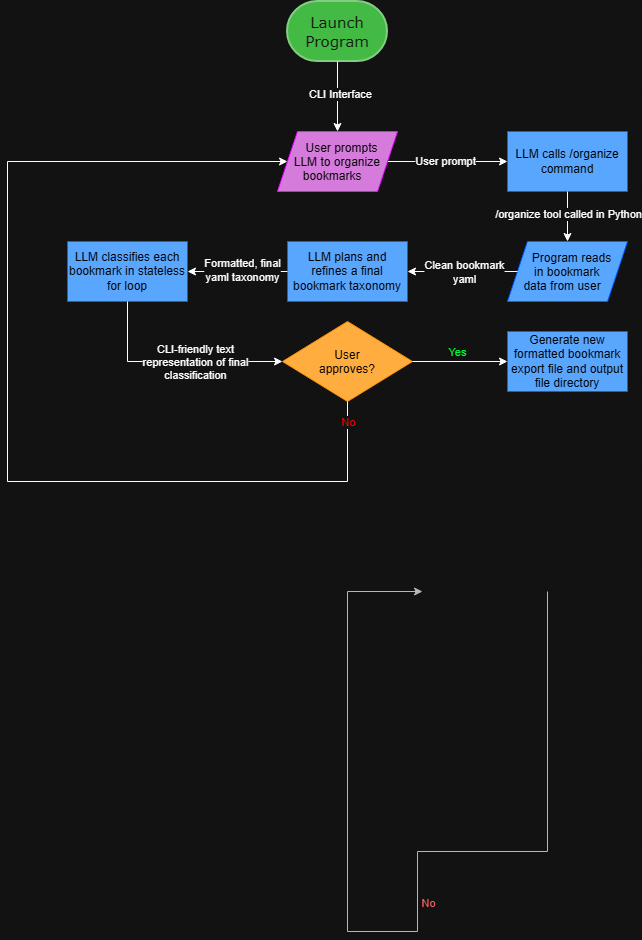 Launch
Program
CLI Interface
User prompts
LLM to organize
bookmarks
User prompt
LLM calls /organize
command
/organize tool called in Python
LLM classifies each
bookmark in stateless
for loop
Formatted, final
yaml taxonomy
LLM plans and
refines a final
bookmark taxonomy
Clean bookmark
yaml
Program reads
in bookmark
data from user
CLI-friendly text
representation of final
classification
User
approves?
Yes
Generate new
formatted bookmark
export file and output
file directory
No
No